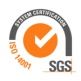 SYSTEM CERTIFICATION
ISO 14001
SGS